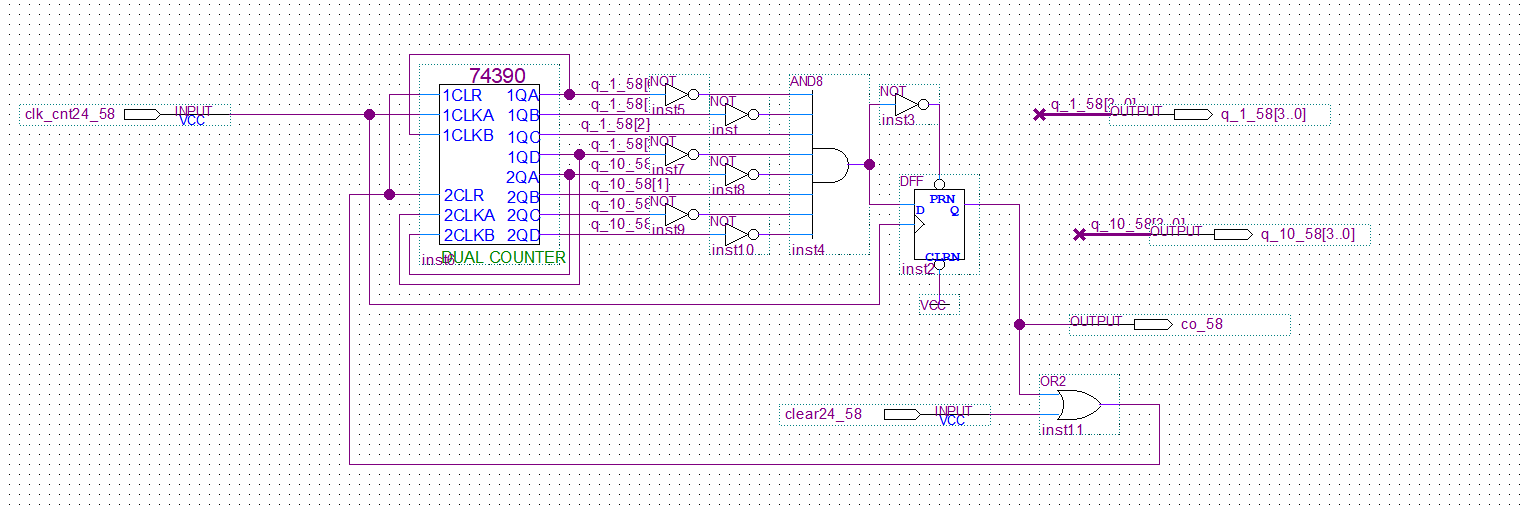 74390
1CLR 1QA
1CLKA 1QB
1CLKB 1QC
1QD
2QA
2CLR 2QB
2CLKA 2QC
2CLKB 2QD
inst6
DUAL COUNTER
clk_cnt24_58
INPUT
VCC
q_1_58[
NOT
inst5
q_1_58[
NOT
inst
q_1_58[2]
q_1_58[
NOT
inst7
q_10_58
NOT
inst8
q_10_58[1]
q_10_58
NOT
inst9
q_10_58
NOT
inst10
AND8
inst4
NOT
inst3
DFF
PRN
D Q
CLRN
inst2
VCC
q_1_58[3..0]
OUTPUT
q_1_58[3..0]
q_10_58[3..0]
OUTPUT
q_10_58[3..0]
OUTPUT
co_58
OR2
inst11
clear24_58
INPUT
VCC